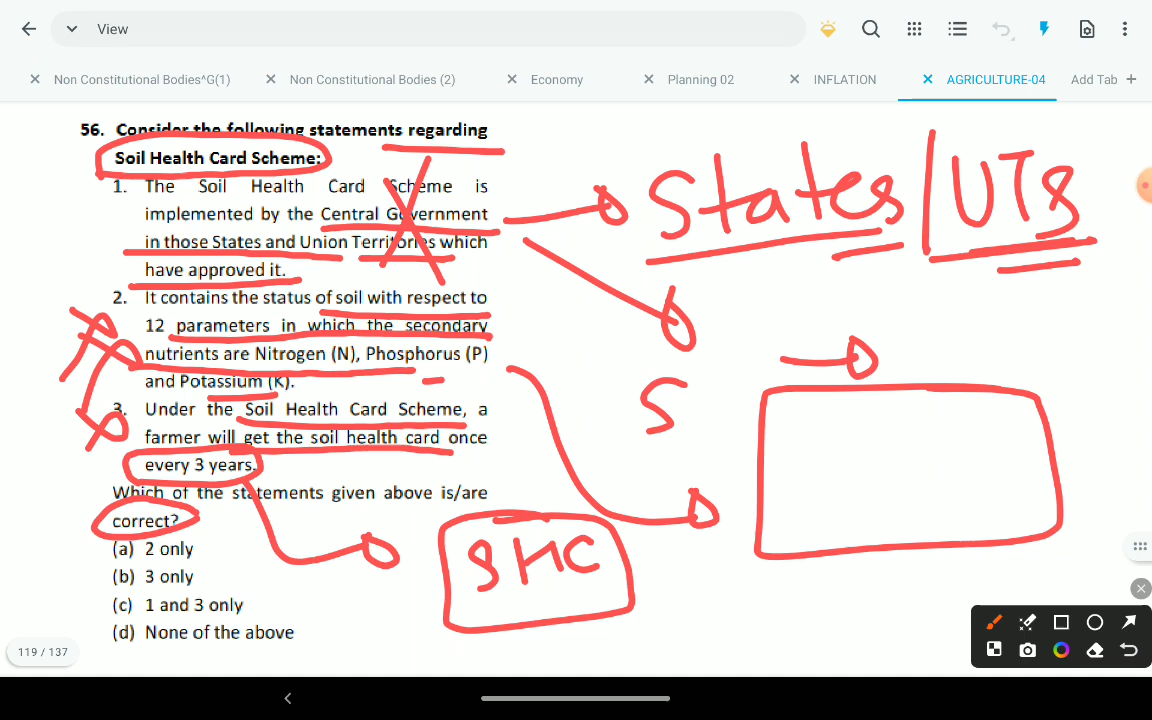 View
Non Constitutional Bodies^G(1)
Non Constitutional Bodies (2)
Economy
Planning 02
INFLATION
AGRICULTURE-04
Add Tab
56. Consider the following statements regarding
Soil Health Card Scheme:
1. The Soil Health Card Scheme is
implemented by the Central Government
in those States and Union Territories which
have approved it.
2. It contains the status of soil with respect to
12 parameters in which the secondary
nutrients are Nitrogen (N), Phosphorus (P)
and Potassium (K).
3. Under the Soil Health Card Scheme, a
farmer will get the soil health card once
every 3 years.
Which of the statements given above is/are
correct?
(a) 2 only
(b) 3 only
(c) 1 and 3 only
(d) None of the above
States | UTs
S
SHC
119 / 137